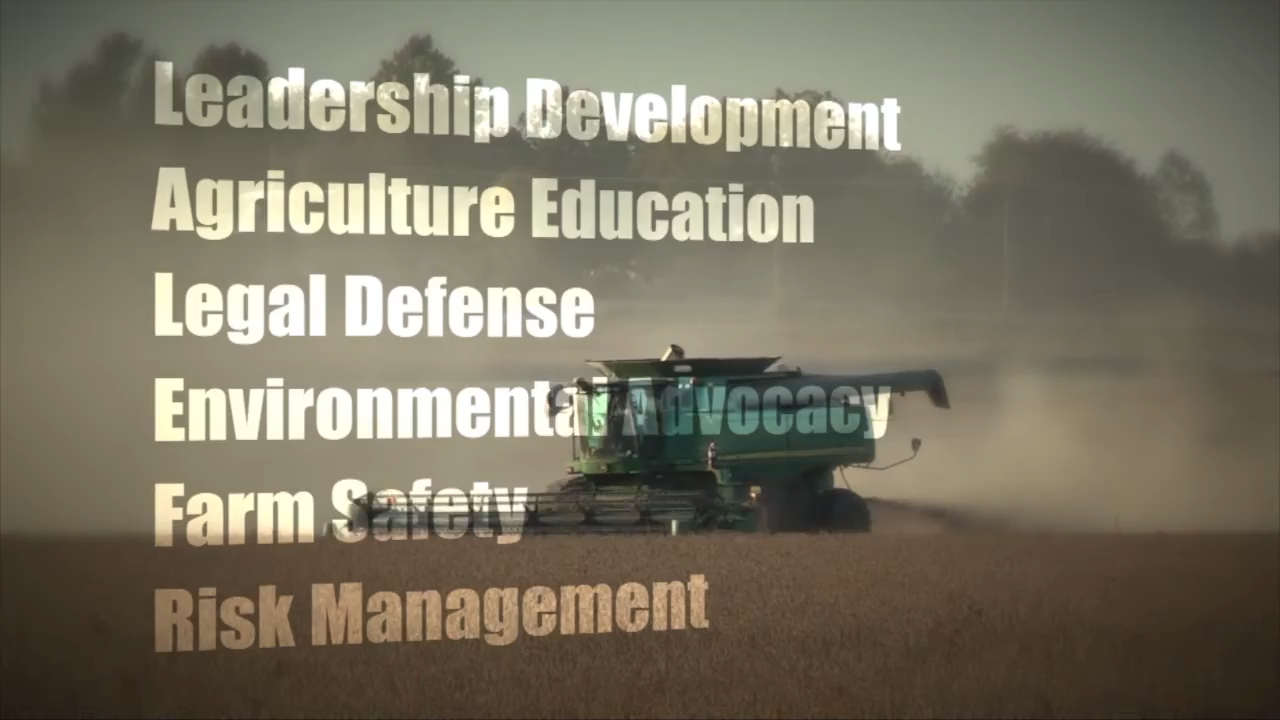 Leadership Development
Agriculture Education
Legal Defense
Environmental Advocacy
Farm Safety
Risk Management